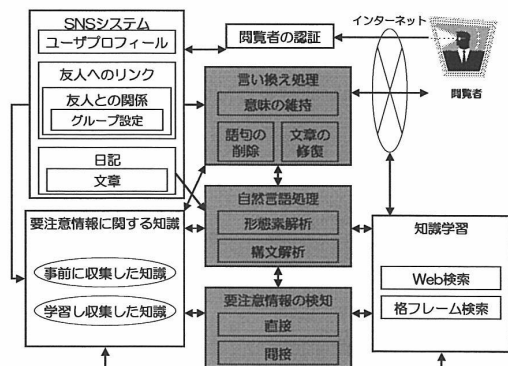 SNSシステム
ユーザプロフィール
友人へのリンク
友人との関係
グループ設定
日記
文章
閲覧者の認証
インターネット
閲覧者
言い換え処理
意味の維持
語句の
削除
文章の
修復
自然言語処理
形態素解析
構文解析
要注意情報に関する知識
事前に収集した知識
学習し収集した知識
要注意情報の検知
直接
間接
知識学習
Web検索
格フレーム検索